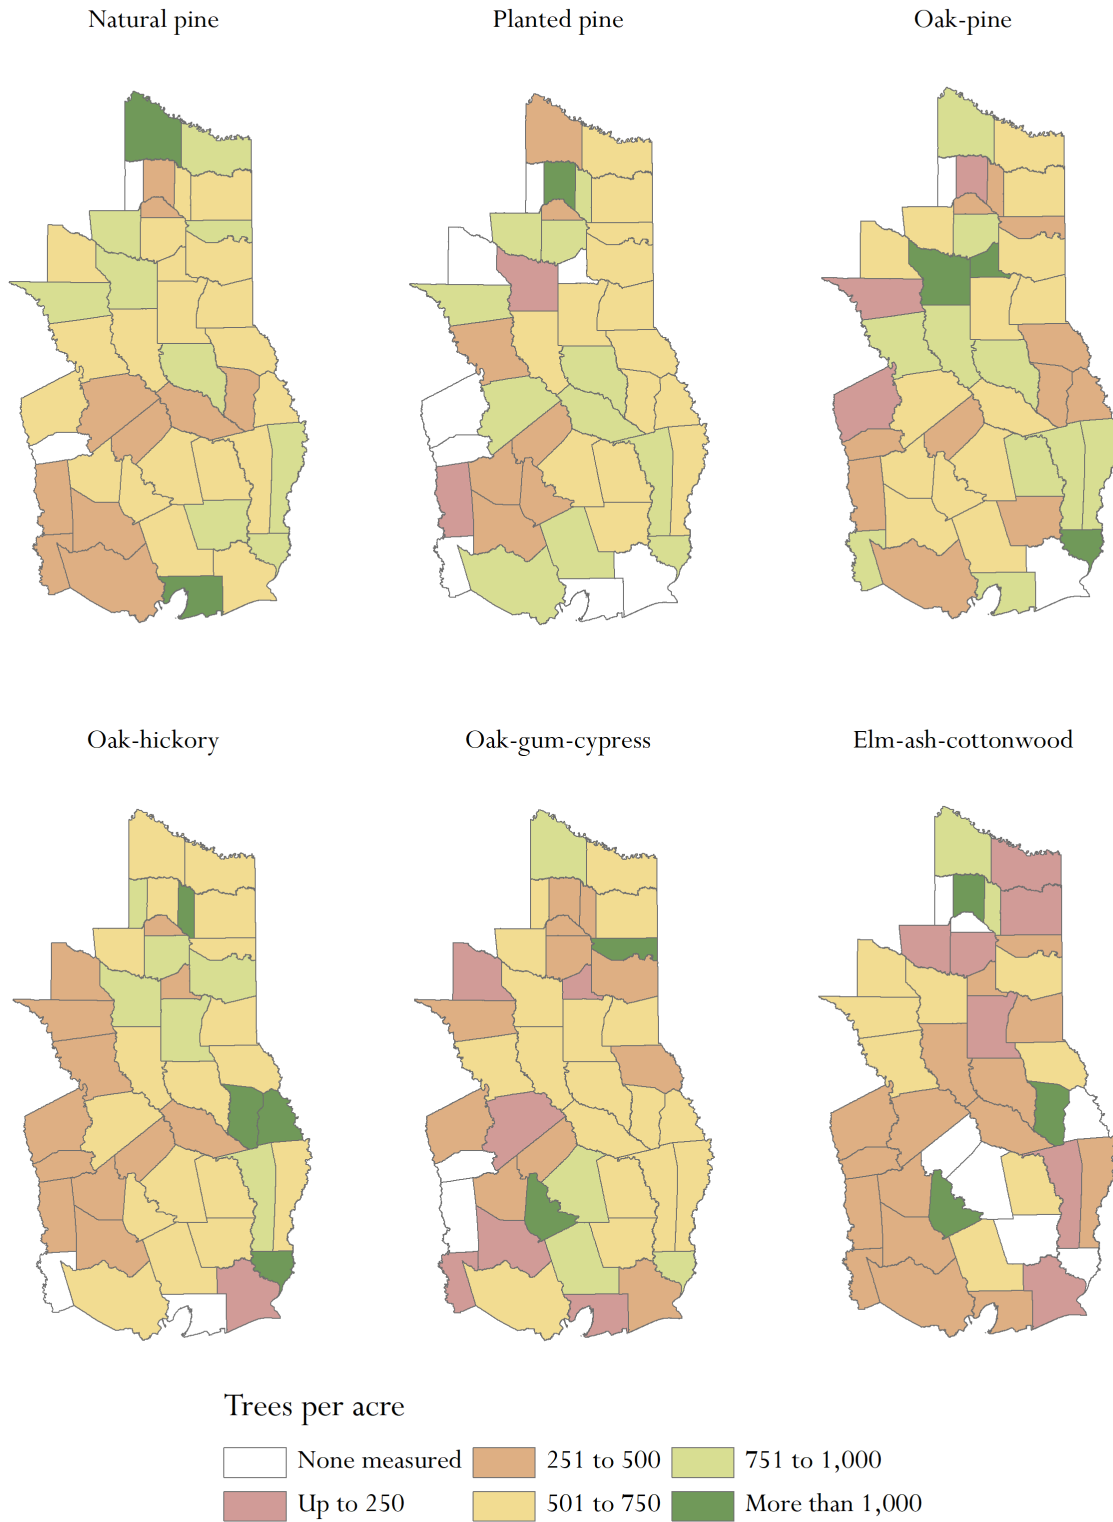 Natural pine
Planted pine
Oak-pine
Oak-hickory
Oak-gum-cypress
Elm-ash-cottonwood
Trees per acre
None measured
251 to 500
751 to 1,000
Up to 250
501 to 750
More than 1,000